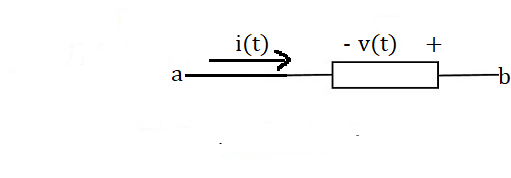 i(t) - v(t) +
a b